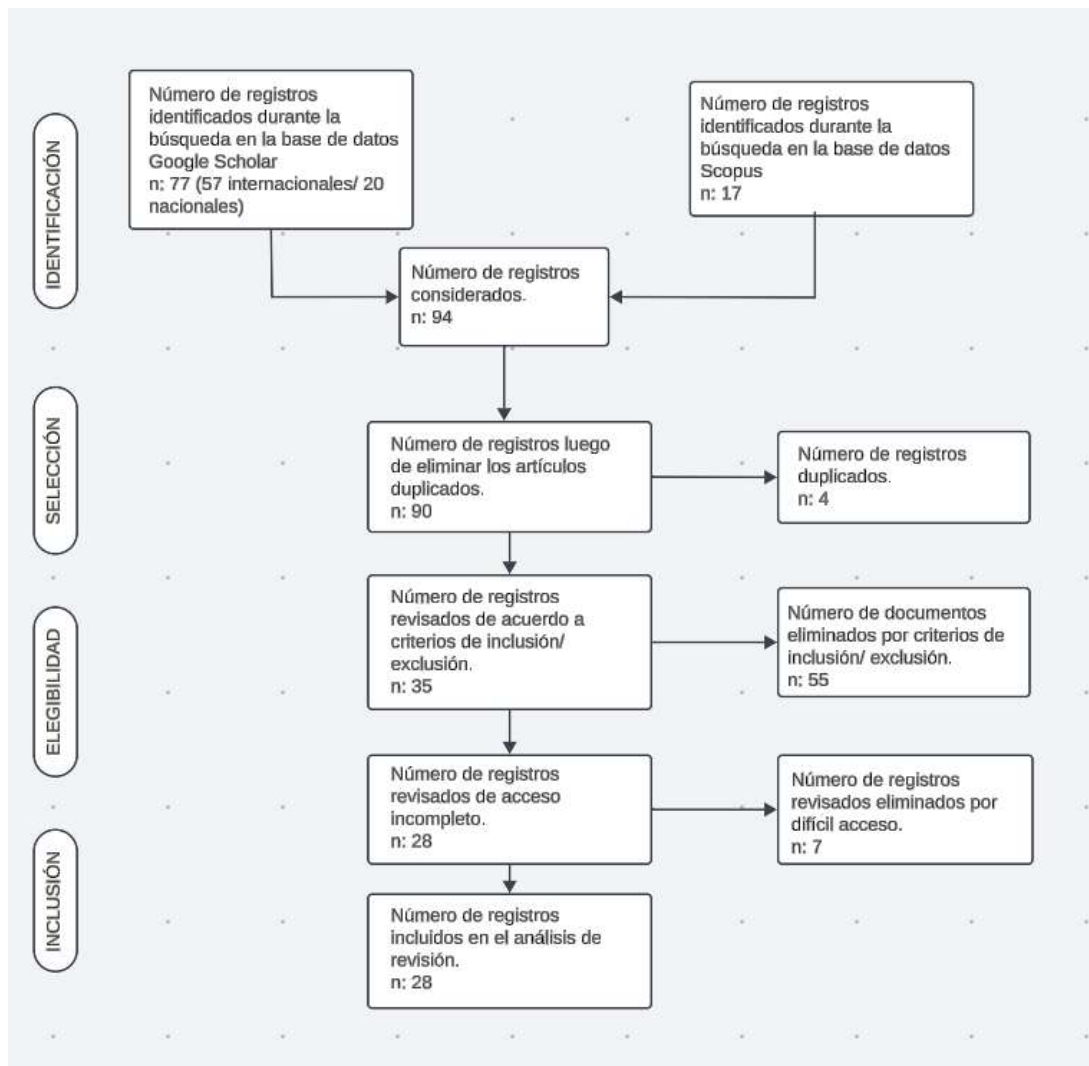 IDENTIFICACIÓN
Número de registros
identificados durante la
búsqueda en la base de datos
Google Scholar
n: 77 (57 internacionales/ 20
nacionales)
Número de registros
identificados durante la
búsqueda en la base de datos
Scopus
n: 17
Número de registros
considerados.
n: 94
SELECCIÓN
Número de registros luego
de eliminar los artículos
duplicados.
n: 90
Número de registros
duplicados.
n: 4
ELEGIBILIDAD
Número de registros
revisados de acuerdo a
criterios de inclusión/
exclusión.
n: 35
Número de documentos
eliminados por criterios de
inclusión/ exclusión.
n: 55
Número de registros
revisados de acceso
incompleto.
n: 28
Número de registros
revisados eliminados por
difícil acceso.
n: 7
INCLUSIÓN
Número de registros
incluidos en el análisis de
revisión.
n: 28